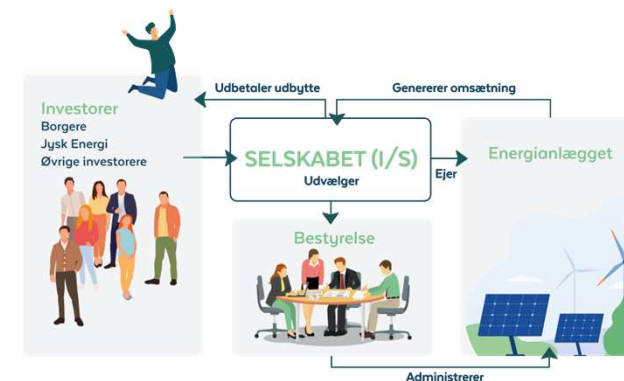 Udbetaler udbytte
Genererer omsætning
Investorer
Borgere
Jysk Energi
Øvrige investorere
SELSKABET (I/S)
Udvælger
Ejer
Energianlægget
Bestyrelse
Administrerer